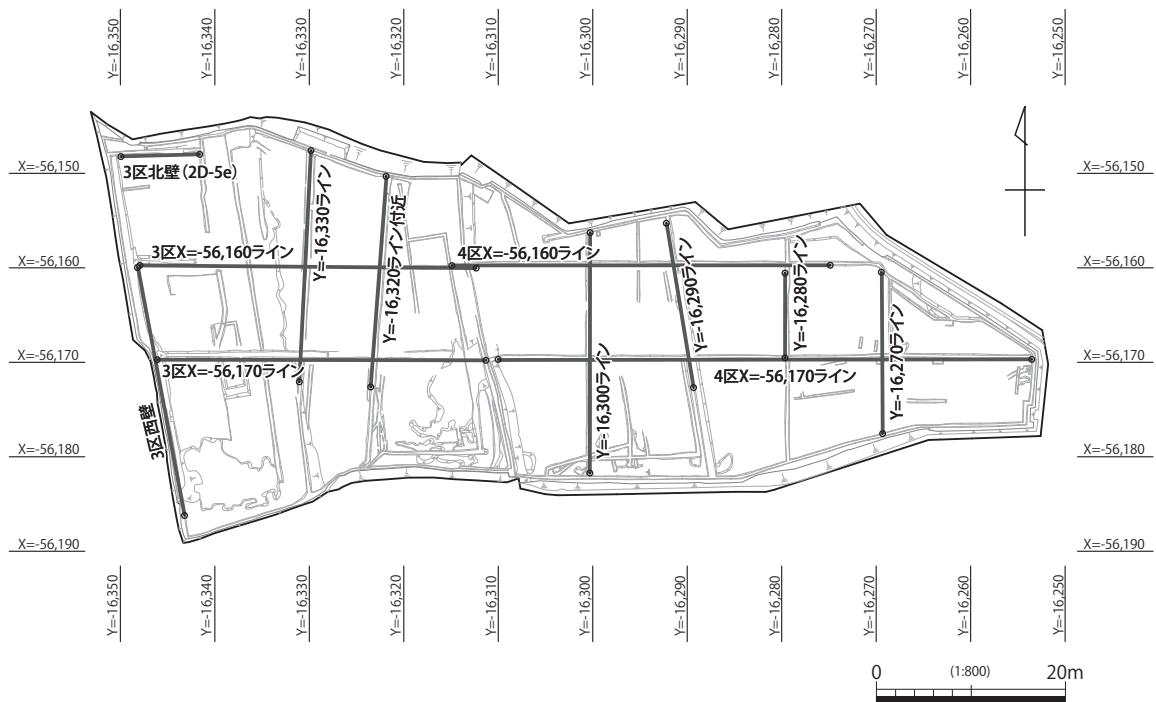 Y=-16,350
Y=-16,340
Y=-16,330
Y=-16,320
Y=-16,310
Y=-16,300
Y=-16,290
Y=-16,280
Y=-16,270
Y=-16,260
Y=-16,250
X=-56,150
X=-56,150
3区北壁(2D-5e)
Y=-16,330ライン
Y=-16,320ライン付近
3区X=-56,160ライン
4区X=-56,160ライン
Y=-16,290ライン
Y=-16,280ライン
X=-56,160
X=-56,160
X=-56,170
X=-56,170
3区X=-56,170ライン
4区X=-56,170ライン
Y=-16,300ライン
Y=-16,270ライン
3区西壁
X=-56,180
X=-56,180
X=-56,190
X=-56,190
Y=-16,350
Y=-16,340
Y=-16,330
Y=-16,320
Y=-16,310
Y=-16,300
Y=-16,290
Y=-16,280
Y=-16,270
Y=-16,260
Y=-16,250
0 (1:800) 20m